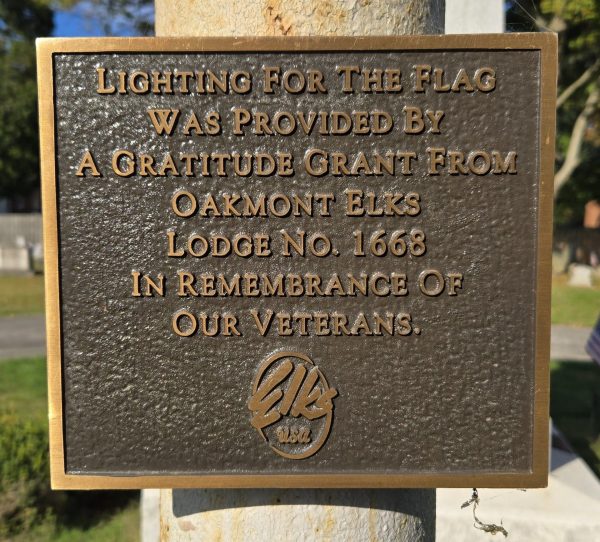 Lighting For The Flag
Was Provided By
A Gratitude Grant From
Oakmont Elks
Lodge No. 1668
In Remembrance Of
Our Veterans.
Elks
USA